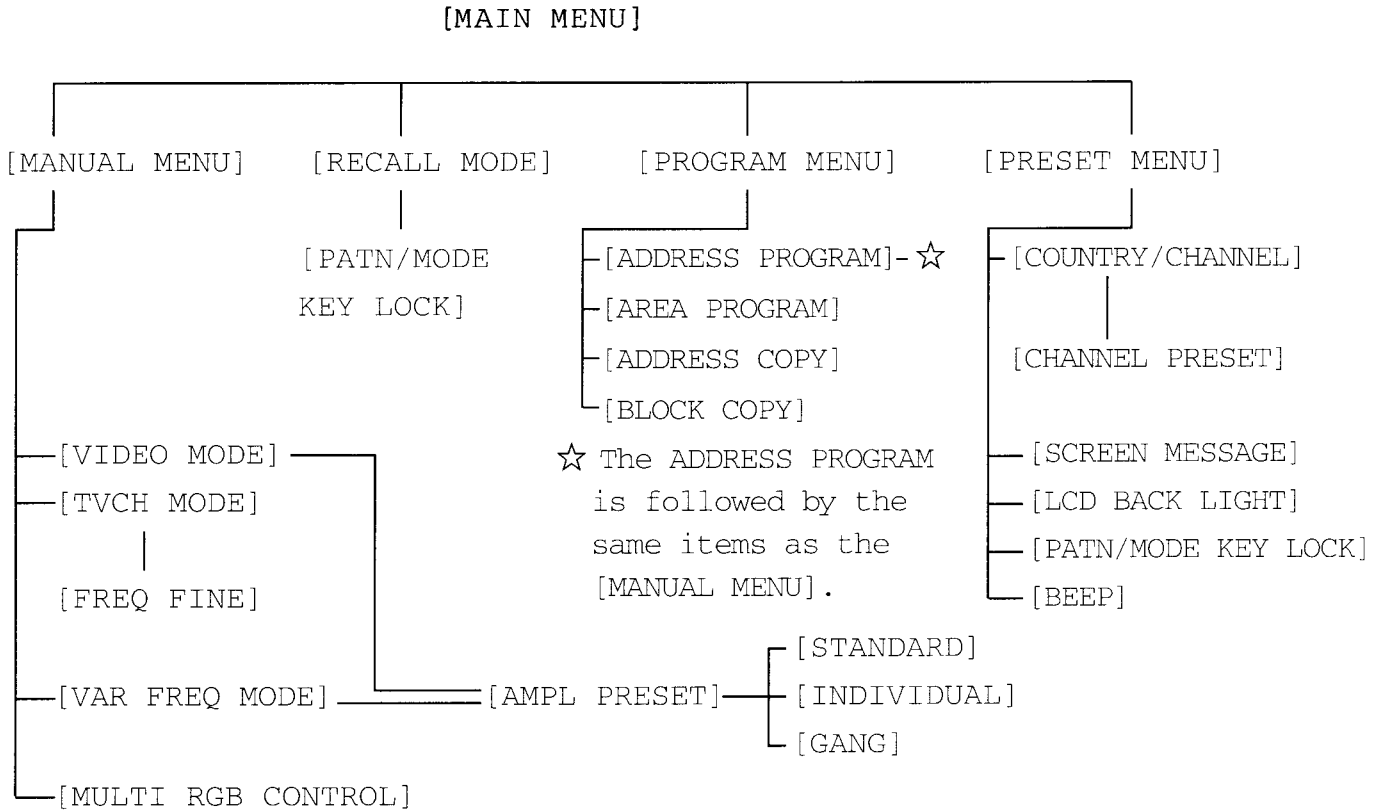 [MAIN MENU]
[MANUAL MENU]
[RECALL MODE]
[PROGRAM MENU]
[PRESET MENU]
[PATN/MODE
KEY LOCK]
[ADDRESS PROGRAM]-☆
[AREA PROGRAM]
[ADDRESS COPY]
[BLOCK COPY]
☆ The ADDRESS PROGRAM
is followed by the
same items as the
[MANUAL MENU].
[COUNTRY/CHANNEL]
[CHANNEL PRESET]
[SCREEN MESSAGE]
[LCD BACK LIGHT]
[PATN/MODE KEY LOCK]
[BEEP]
[VIDEO MODE]
[TVCH MODE]
[FREQ FINE]
[VAR FREQ MODE]
[AMPL PRESET]
[STANDARD]
[INDIVIDUAL]
[GANG]
[MULTI RGB CONTROL]